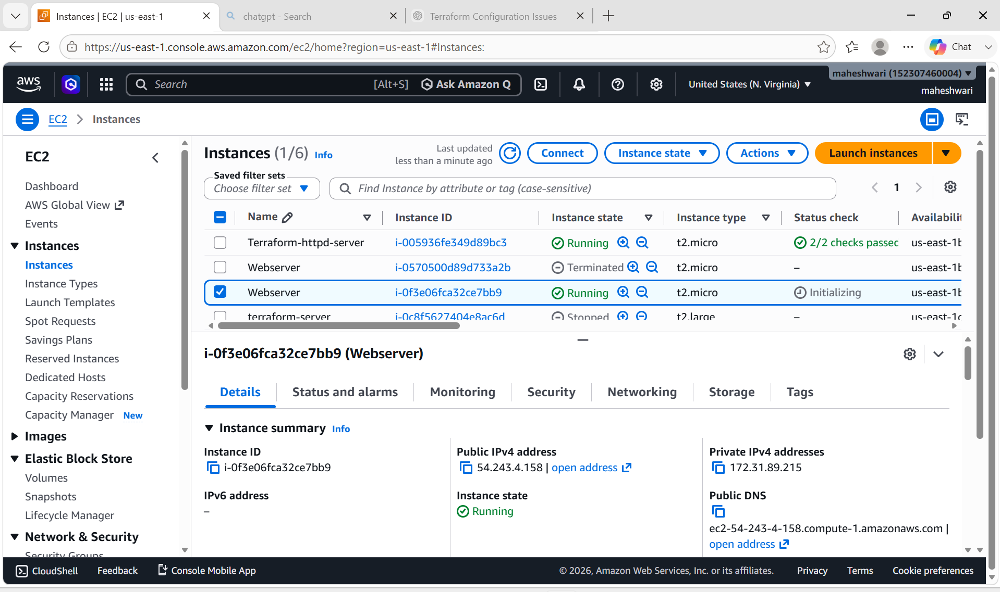 Instances | EC2 | us-east-1
chatgpt - Search
Terraform Configuration Issues
https://us-east-1.console.aws.amazon.com/ec2/home?region=us-east-1#Instances:
Chat
aws
Search
[Alt+S]
Ask Amazon Q
United States (N. Virginia)
maheshwari (152307460004)
maheshwari
EC2
Instances
EC2
Dashboard
AWS Global View
Events
Instances
Instances
Instance Types
Launch Templates
Spot Requests
Savings Plans
Reserved Instances
Dedicated Hosts
Capacity Reservations
Capacity Manager New
Images
Elastic Block Store
Volumes
Snapshots
Lifecycle Manager
Network & Security
Security Groups
Instances (1/6) Info
Last updated
less than a minute ago
Connect
Instance state
Actions
Launch instances
Saved filter sets
Choose filter set
Find Instance by attribute or tag (case-sensitive)
1
Name Instance ID Instance state Instance type Status check Availabilit
Terraform-httpd-server i-005936fe349d89bc3 Running t2.micro 2/2 checks passed us-east-1b
Webserver i-0570500d89d733a2b Terminated t2.micro – us-east-1b
Webserver i-0f3e06fca32ce7bb9 Running t2.micro Initializing us-east-1b
terraform-server i-0c8f5627404e8ac6d Stopped t2.large – us-east-1c
i-0f3e06fca32ce7bb9 (Webserver)
Details
Status and alarms
Monitoring
Security
Networking
Storage
Tags
Instance summary Info
Instance ID
i-0f3e06fca32ce7bb9
Public IPv4 address
54.243.4.158 | open address
Private IPv4 addresses
172.31.89.215
IPv6 address
–
Instance state
Running
Public DNS
ec2-54-243-4-158.compute-1.amazonaws.com |
open address
CloudShell
Feedback
Console Mobile App
© 2026, Amazon Web Services, Inc. or its affiliates.
Privacy
Terms
Cookie preferences